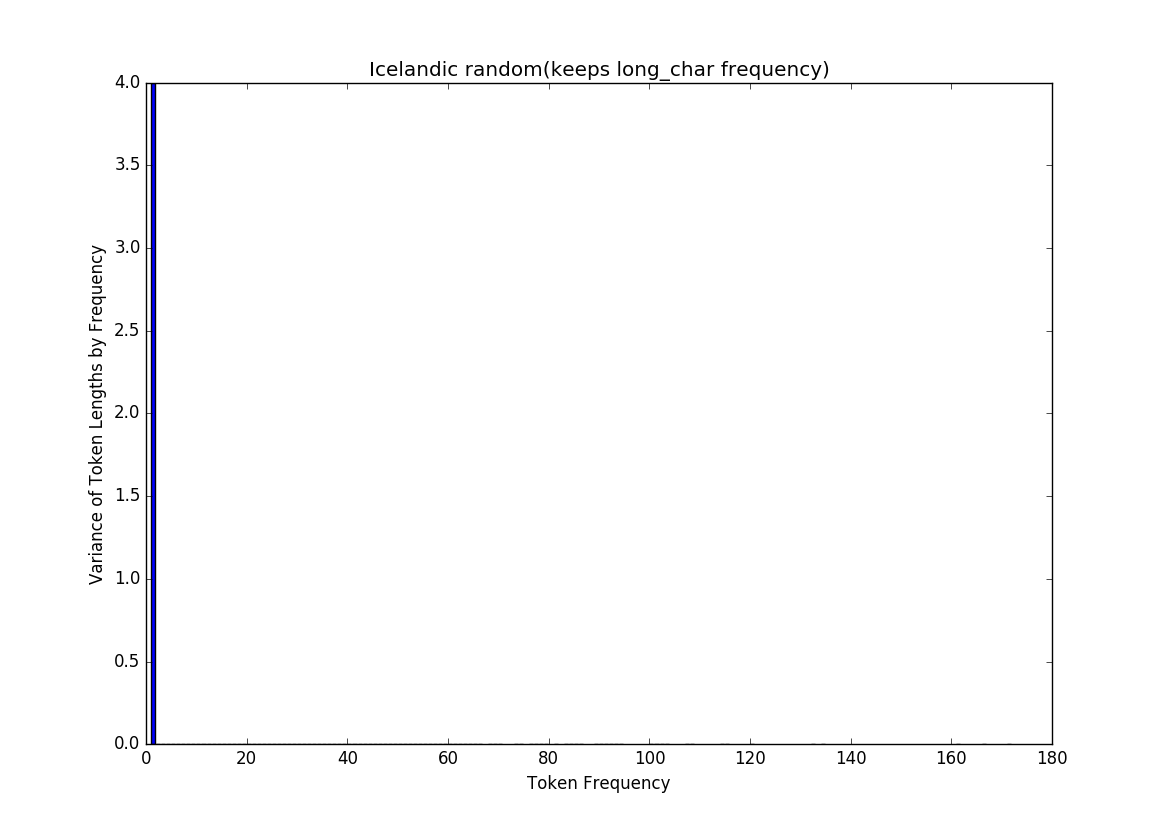 Icelandic random(keeps long_char frequency)
4.0
3.5
3.0
2.5
2.0
1.5
1.0
0.5
0.0
Variance of Token Lengths by Frequency
0 20 40 60 80 100 120 140 160 180
Token Frequency